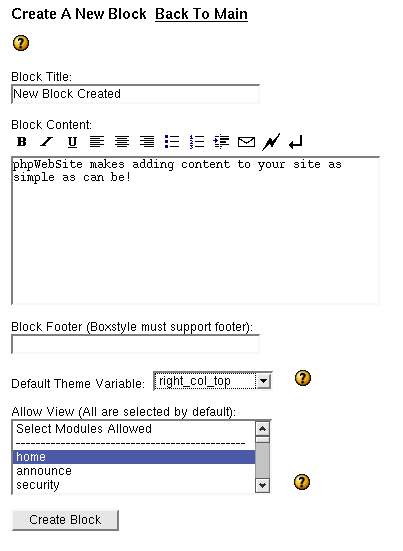 Create A New Block Back To Main
?
Block Title:
New Block Created
Block Content:
B I U
phpWebSite makes adding content to your site as
simple as can be!
Block Footer (Boxstyle must support footer):
Default Theme Variable: right_col_top ?
Allow View (All are selected by default):
Select Modules Allowed
--------------------------------------------
home
announce
security ?
Create Block